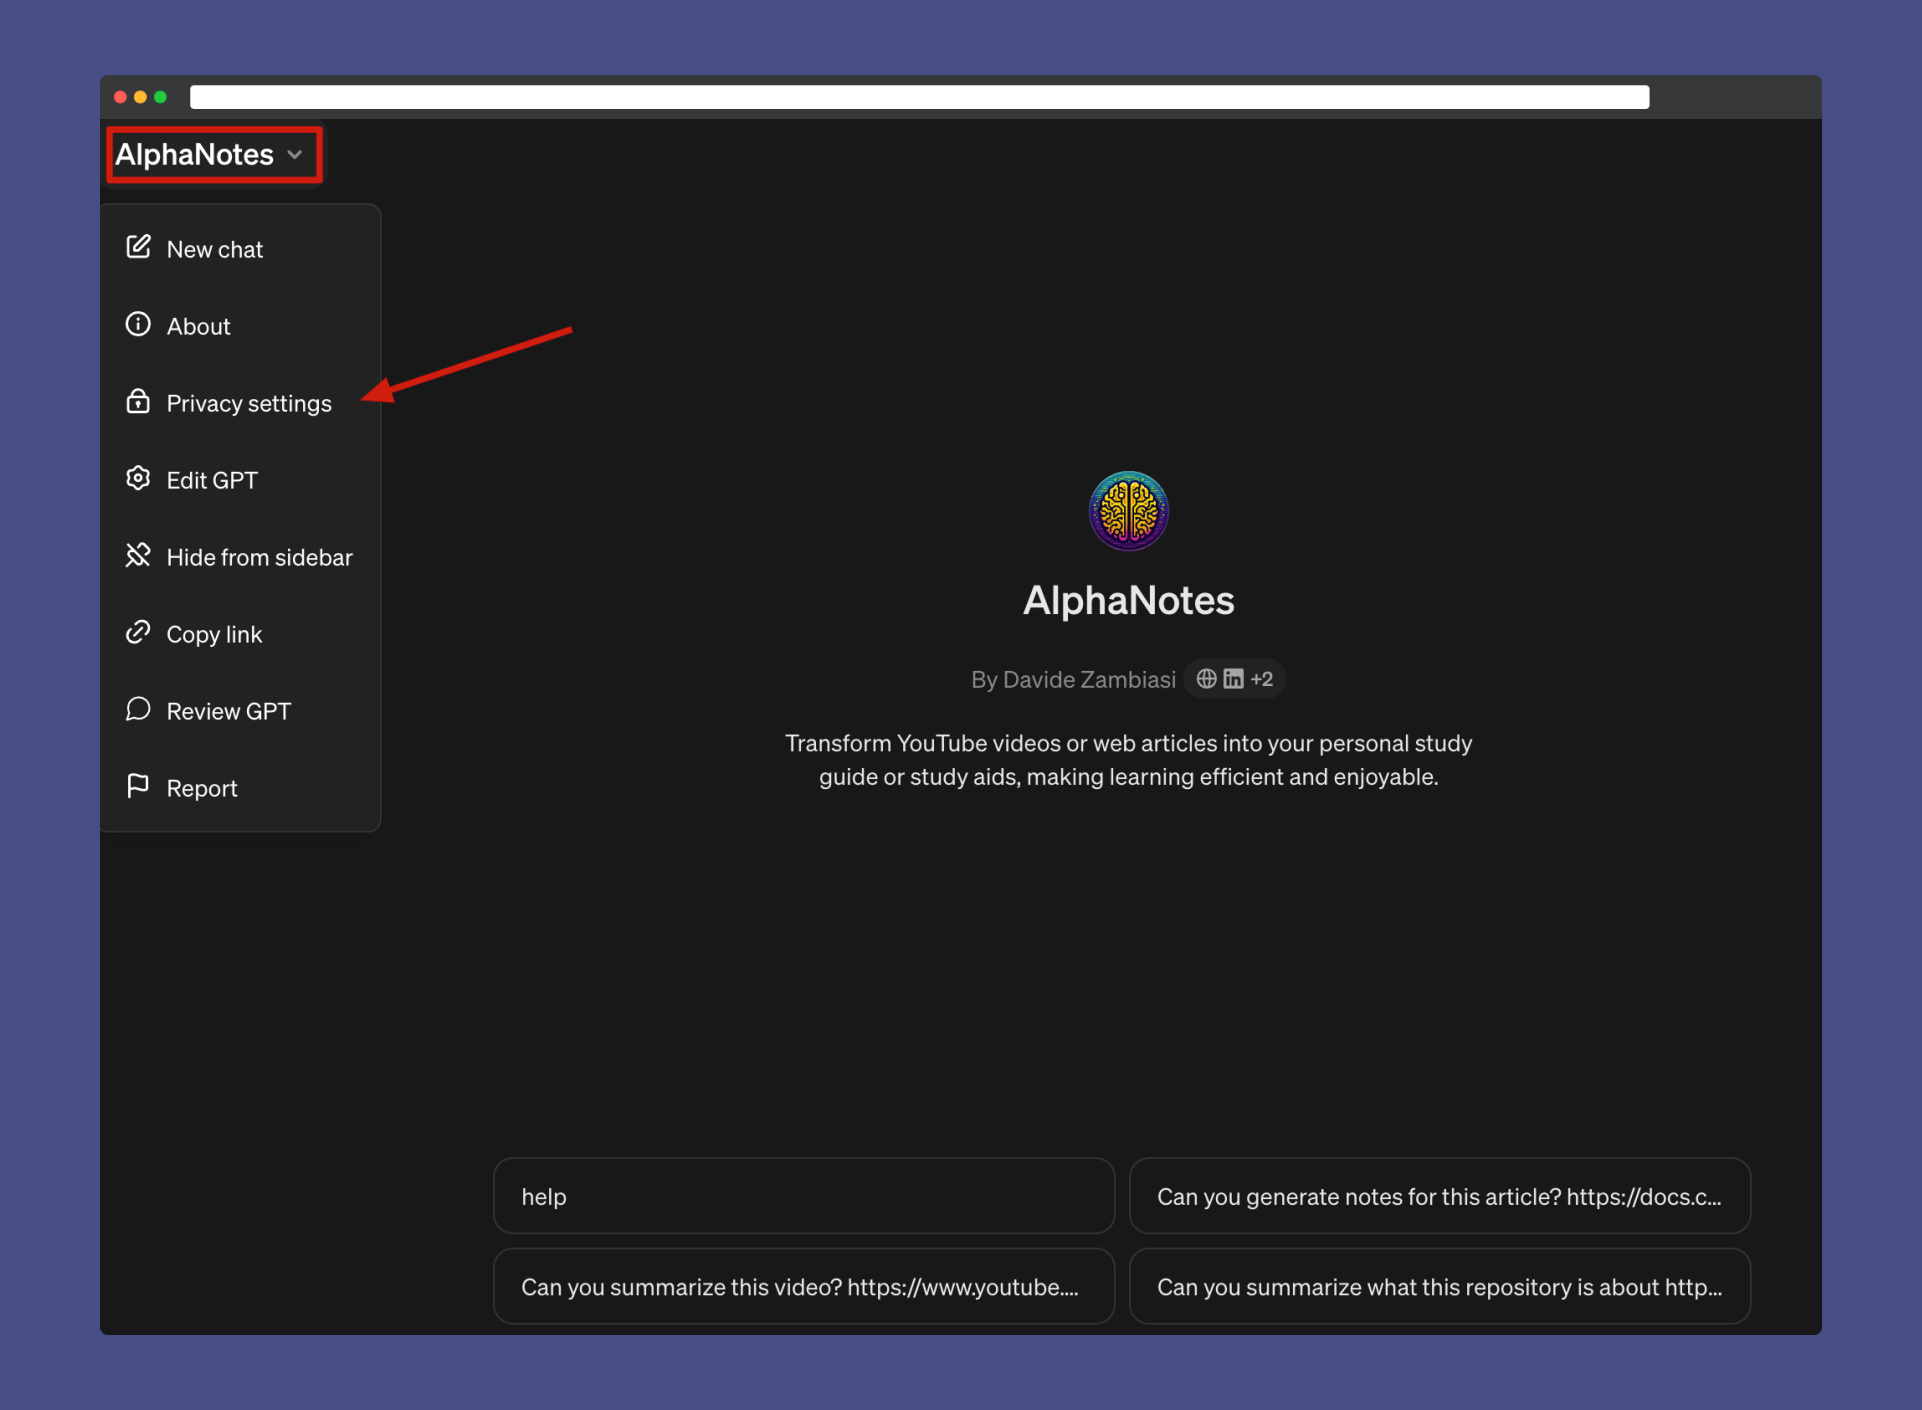 AlphaNotes
New chat
About
Privacy settings
Edit GPT
Hide from sidebar
Copy link
Review GPT
Report
AlphaNotes
By Davide Zambiasi in +2
Transform YouTube videos or web articles into your personal study
guide or study aids, making learning efficient and enjoyable.
help
Can you generate notes for this article? https://docs.c...
Can you summarize this video? https://www.youtube....
Can you summarize what this repository is about http...